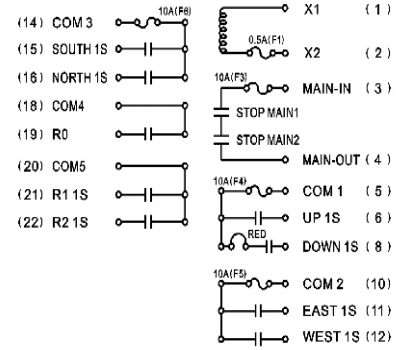 10A(F6)
(14) COM 3
(15) SOUTH 1S
(16) NORTH 1S
(18) COM4
(19) R0
(20) COM5
(21) R1 1S
(22) R2 1S
X1 (1)
0.5A(F1)
X2 (2)
10A(F3)
MAIN-IN (3)
STOP MAIN1
STOP MAIN2
MAIN-OUT (4)
10A(F4)
COM 1 (5)
UP 1S (6)
RED
DOWN 1S (8)
10A(F5)
COM 2 (10)
EAST 1S (11)
WEST 1S (12)